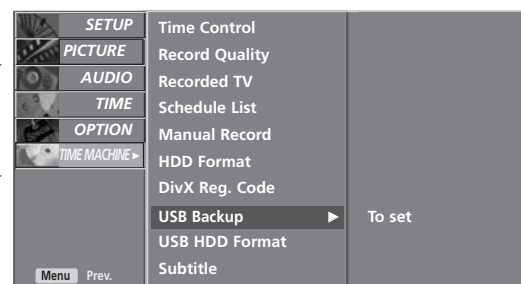 SETUP
PICTURE
AUDIO
TIME
OPTION
TIME MACHINE
Menu Prev.
Time Control
Record Quality
Recorded TV
Schedule List
Manual Record
HDD Format
DivX Reg. Code
USB Backup
USB HDD Format
Subtitle
To set